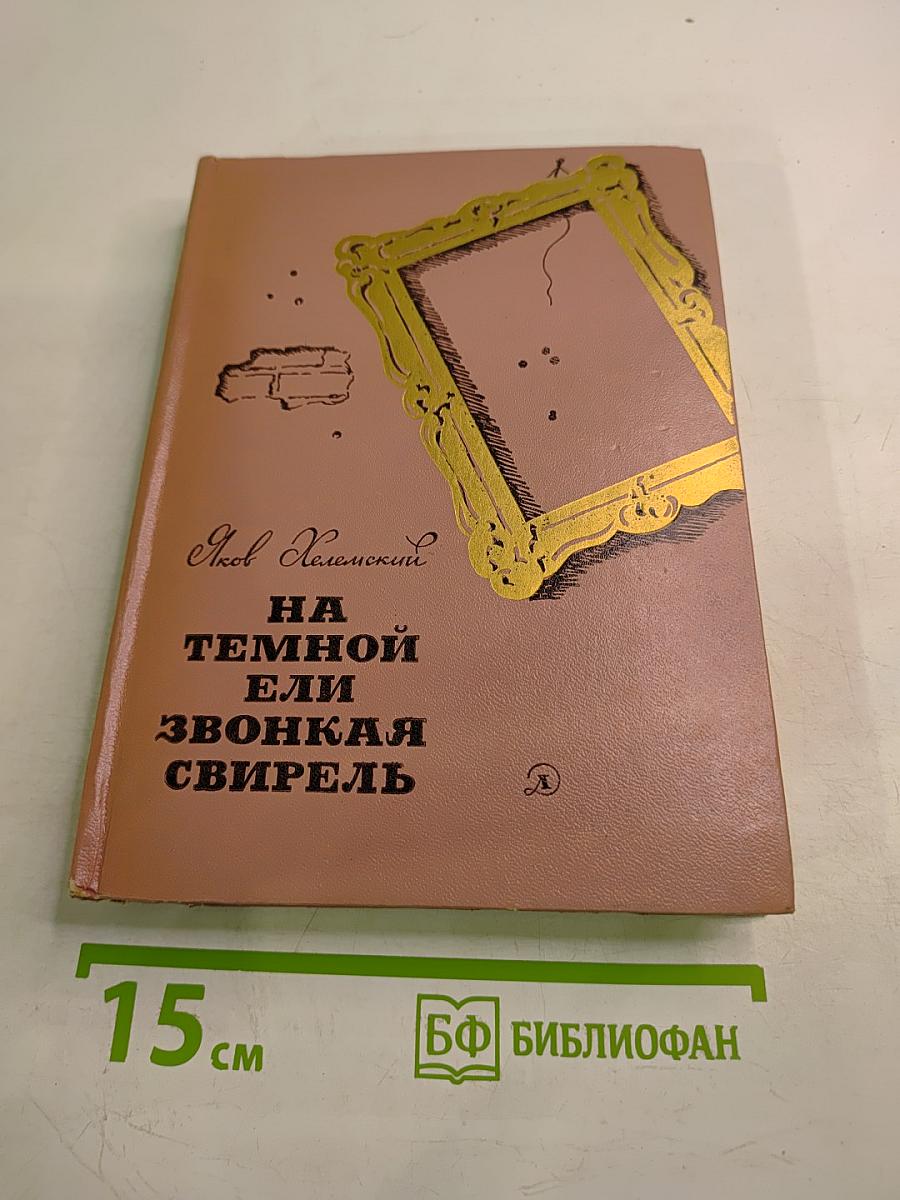 Яков Хелемский
НА
ТЕМНОЙ
ЕЛИ
ЗВОНКАЯ
СВИРЕЛЬ
Д
15 см
БФ БИБЛИОФАН